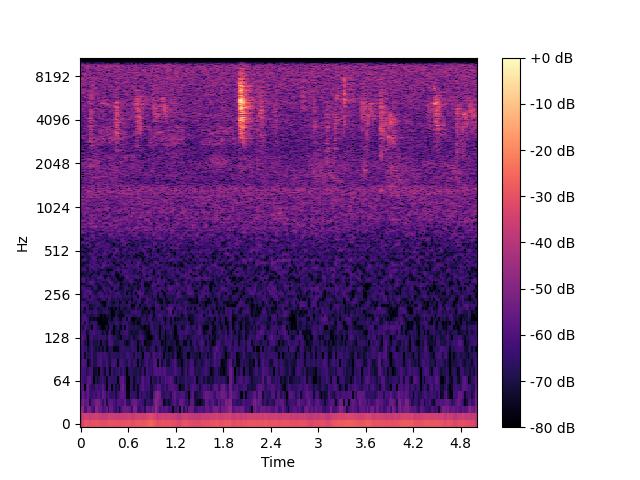 8192
4096
2048
1024
512
256
128
64
0
Hz
0 0.6 1.2 1.8 2.4 3 3.6 4.2 4.8
Time
+0 dB
-10 dB
-20 dB
-30 dB
-40 dB
-50 dB
-60 dB
-70 dB
-80 dB